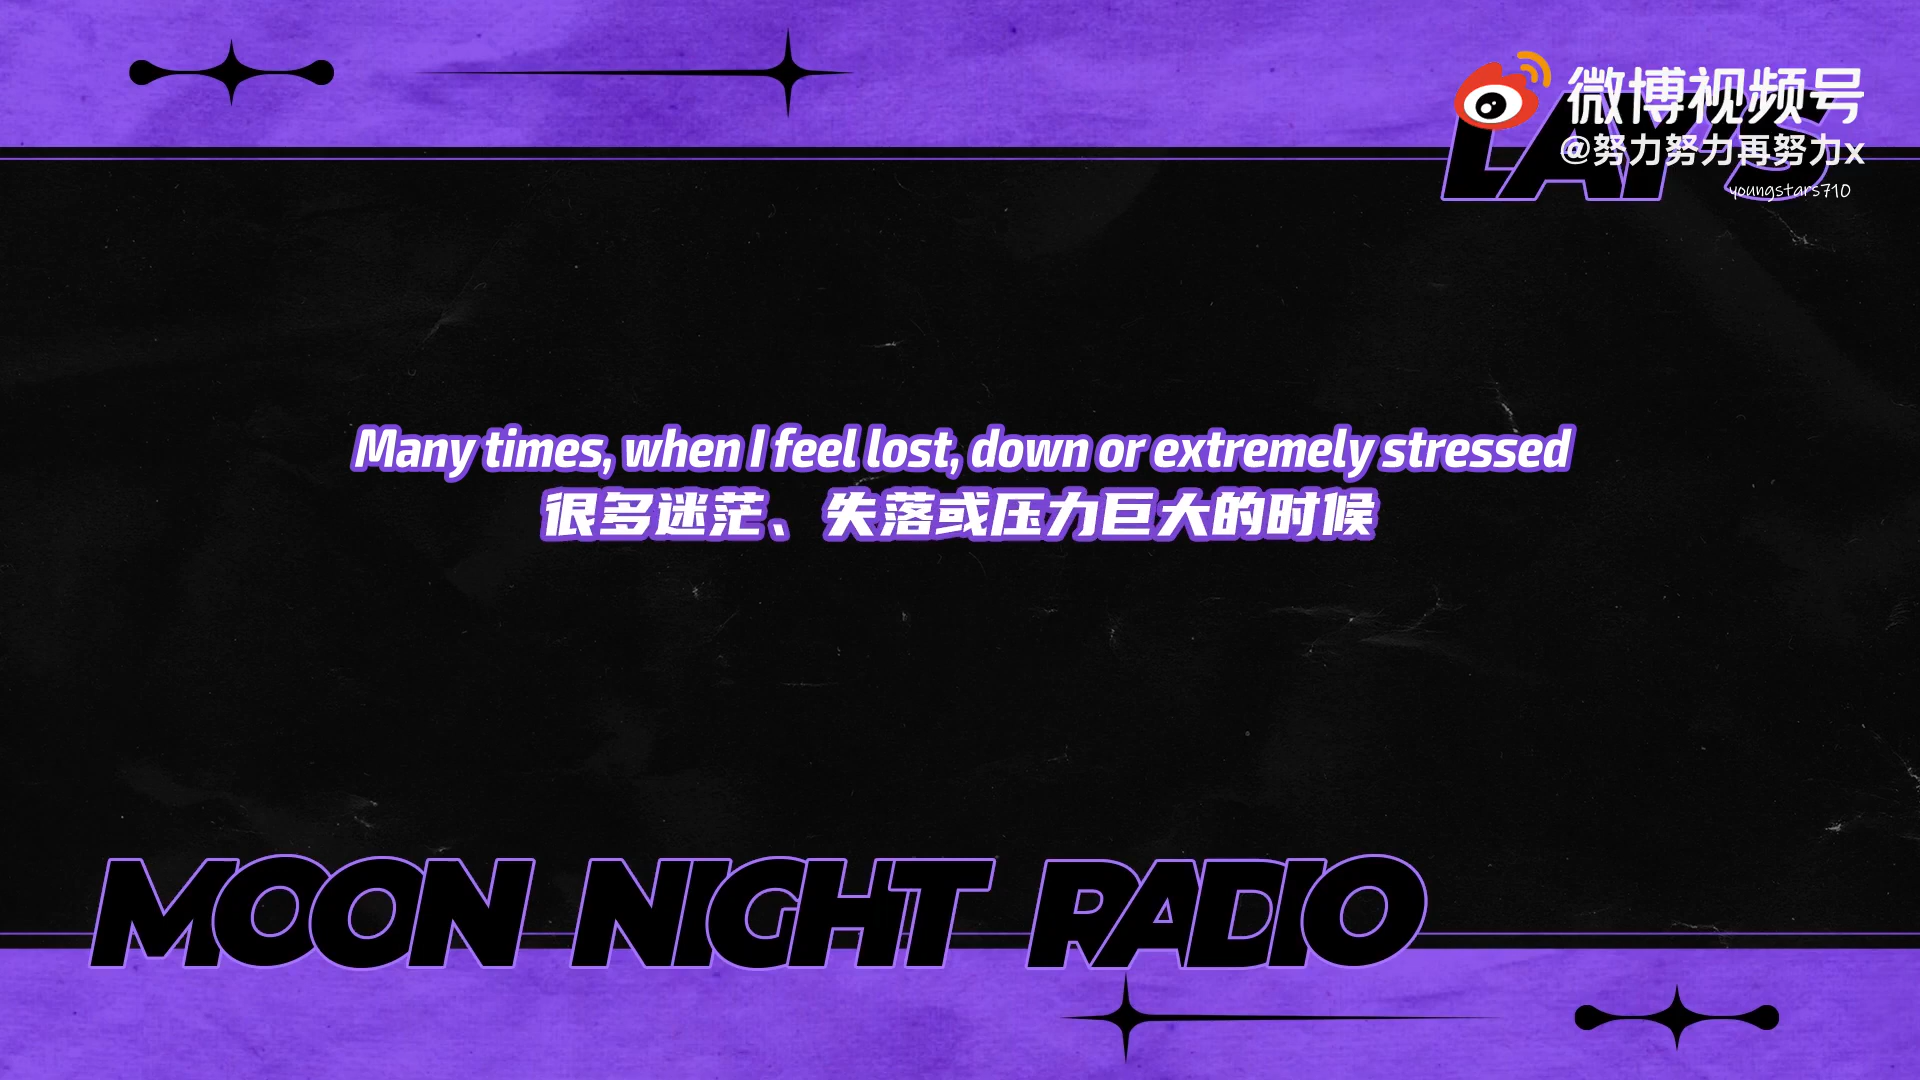 微博视频号
LAY'S
@努力努力再努力x
youngstars710
Many times, when I feel lost, down or extremely stressed
很多迷茫、失落或压力巨大的时候
MOON NIGHT RADIO